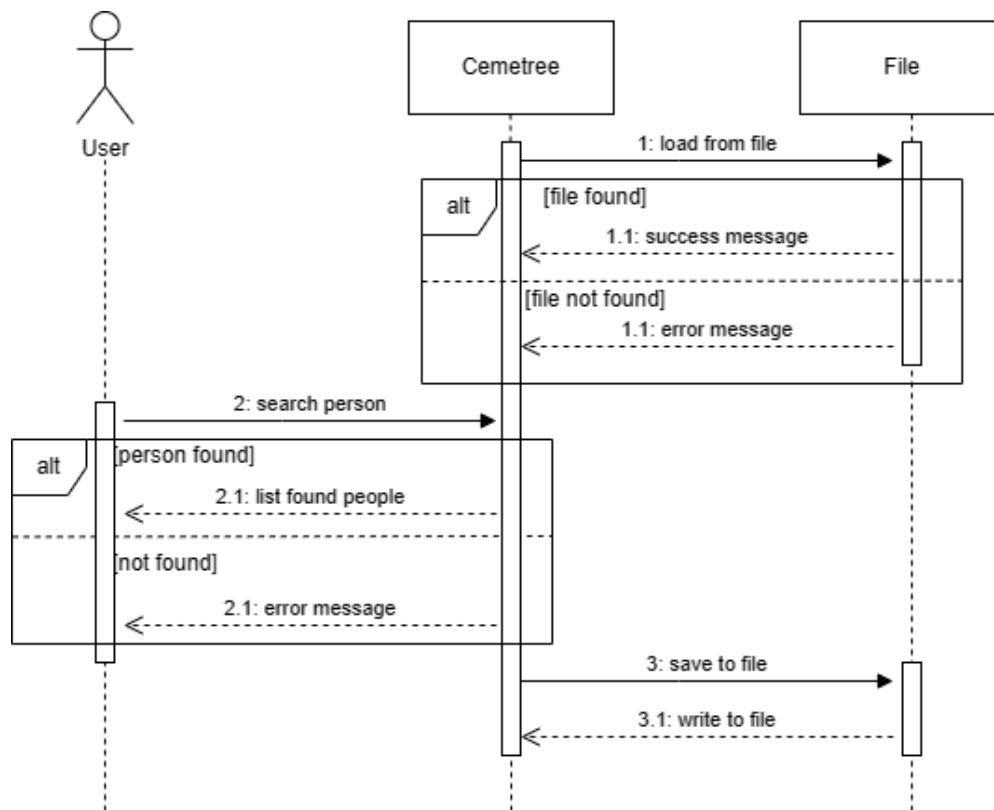 User
Cemetree
File
1: load from file
alt
[file found]
1.1: success message
[file not found]
1.1: error message
2: search person
alt
[person found]
2.1: list found people
[not found]
2.1: error message
3: save to file
3.1: write to file